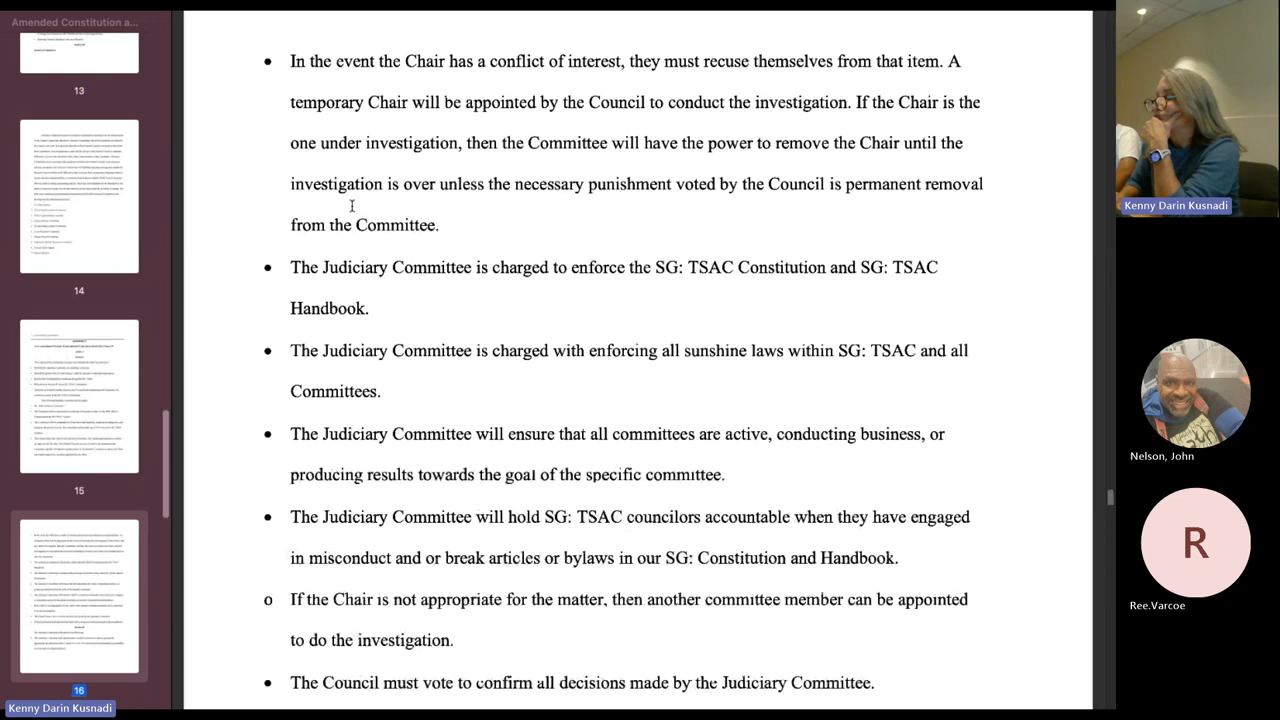 Amended Constitution a...
13
14
15
16
Kenny Darin Kusnadi
• In the event the Chair has a conflict of interest, they must recuse themselves from that item. A
temporary Chair will be appointed by the Council to conduct the investigation. If the Chair is the
one under investigation, then the Committee will have the power to remove the Chair until the
investigation is over unless the necessary punishment voted by the Council is permanent removal
from the Committee.
• The Judiciary Committee is charged to enforce the SG: TSAC Constitution and SG: TSAC
Handbook.
• The Judiciary Committee is charged with enforcing all sunshine laws within SG: TSAC and all
Committees.
• The Judiciary Committee will ensure that all committees are active, conducting business, or
producing results towards the goal of the specific committee.
• The Judiciary Committee will hold SG: TSAC councilors accountable when they have engaged
in misconduct and or break articles or bylaws in our SG: Constitution and Handbook.
o If the Chair is not appropriate for the matter, then another committee member can be appointed
to do the investigation.
• The Council must vote to confirm all decisions made by the Judiciary Committee.
Kenny Darin Kusnadi
Nelson, John
R
Ree.Varcoe